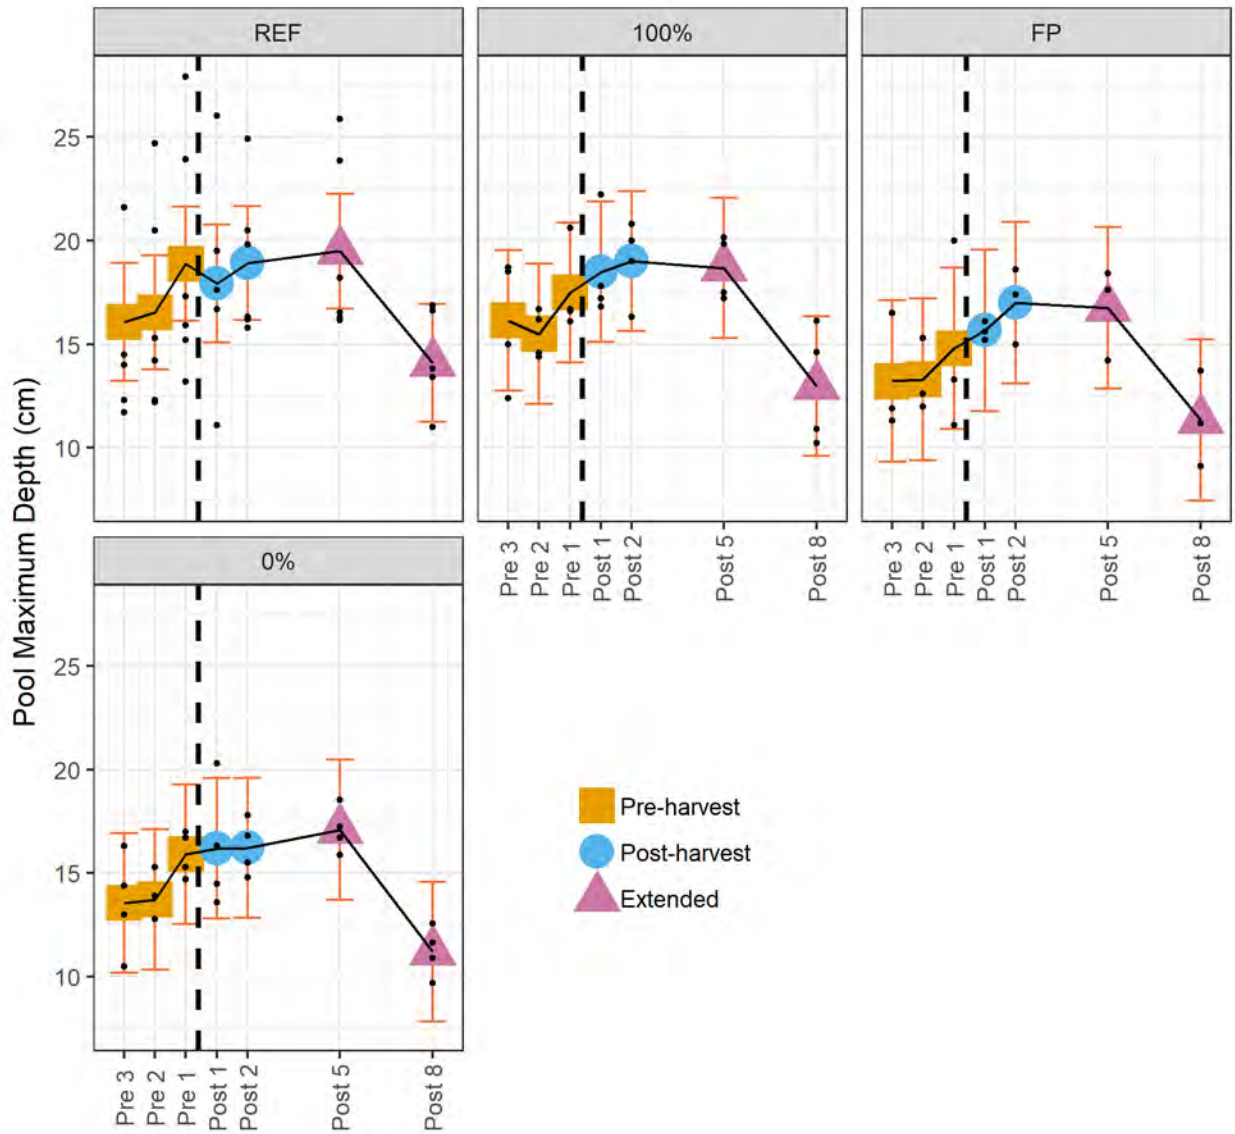 REF
100%
FP
Pool Maximum Depth (cm)
25
20
15
10
Pre 3
Pre 2
Pre 1
Post 1
Post 2
Post 5
Post 8
Pre 3
Pre 2
Pre 1
Post 1
Post 2
Post 5
Post 8
0%
25
20
15
10
Pre 3
Pre 2
Pre 1
Post 1
Post 2
Post 5
Post 8
Pre-harvest
Post-harvest
Extended